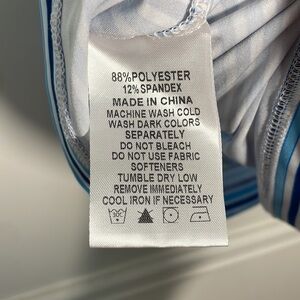 88%POLYESTER
12%SPANDEX
MADE IN CHINA
MACHINE WASH COLD
WASH DARK COLORS
SEPARATELY
DO NOT BLEACH
DO NOT USE FABRIC
SOFTENERS
TUMBLE DRY LOW
REMOVE IMMEDIATELY
COOL IRON IF NECESSARY